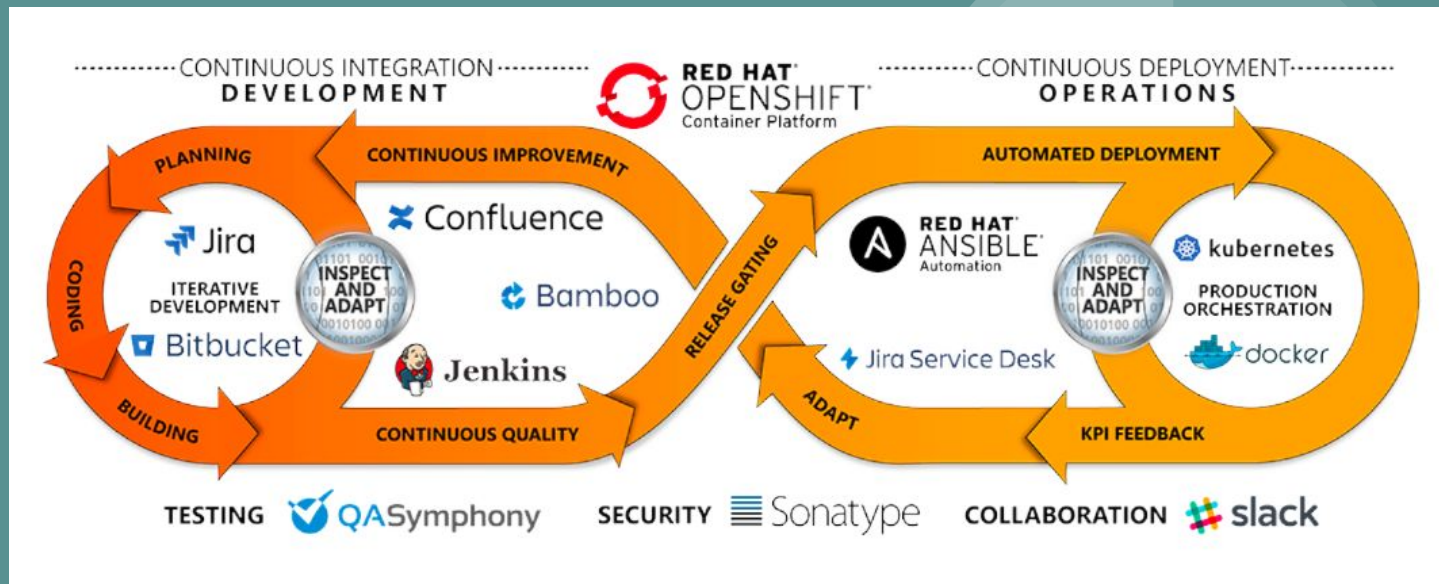 CONTINUOUS INTEGRATION
DEVELOPMENT
RED HAT®
OPENSHIFT®
Container Platform
CONTINUOUS DEPLOYMENT
OPERATIONS
PLANNING
CONTINUOUS IMPROVEMENT
AUTOMATED DEPLOYMENT
Jira
Confluence
RED HAT®
ANSIBLE®
Automation
kubernetes
CODING
ITERATIVE
DEVELOPMENT
INSPECT
AND
ADAPT
Bamboo
RELEASE GATING
INSPECT
AND
ADAPT
PRODUCTION
ORCHESTRATION
Bitbucket
Jenkins
Jira Service Desk
docker
BUILDING
CONTINUOUS QUALITY
ADAPT
KPI FEEDBACK
TESTING QASymphony
SECURITY Sonatype
COLLABORATION slack